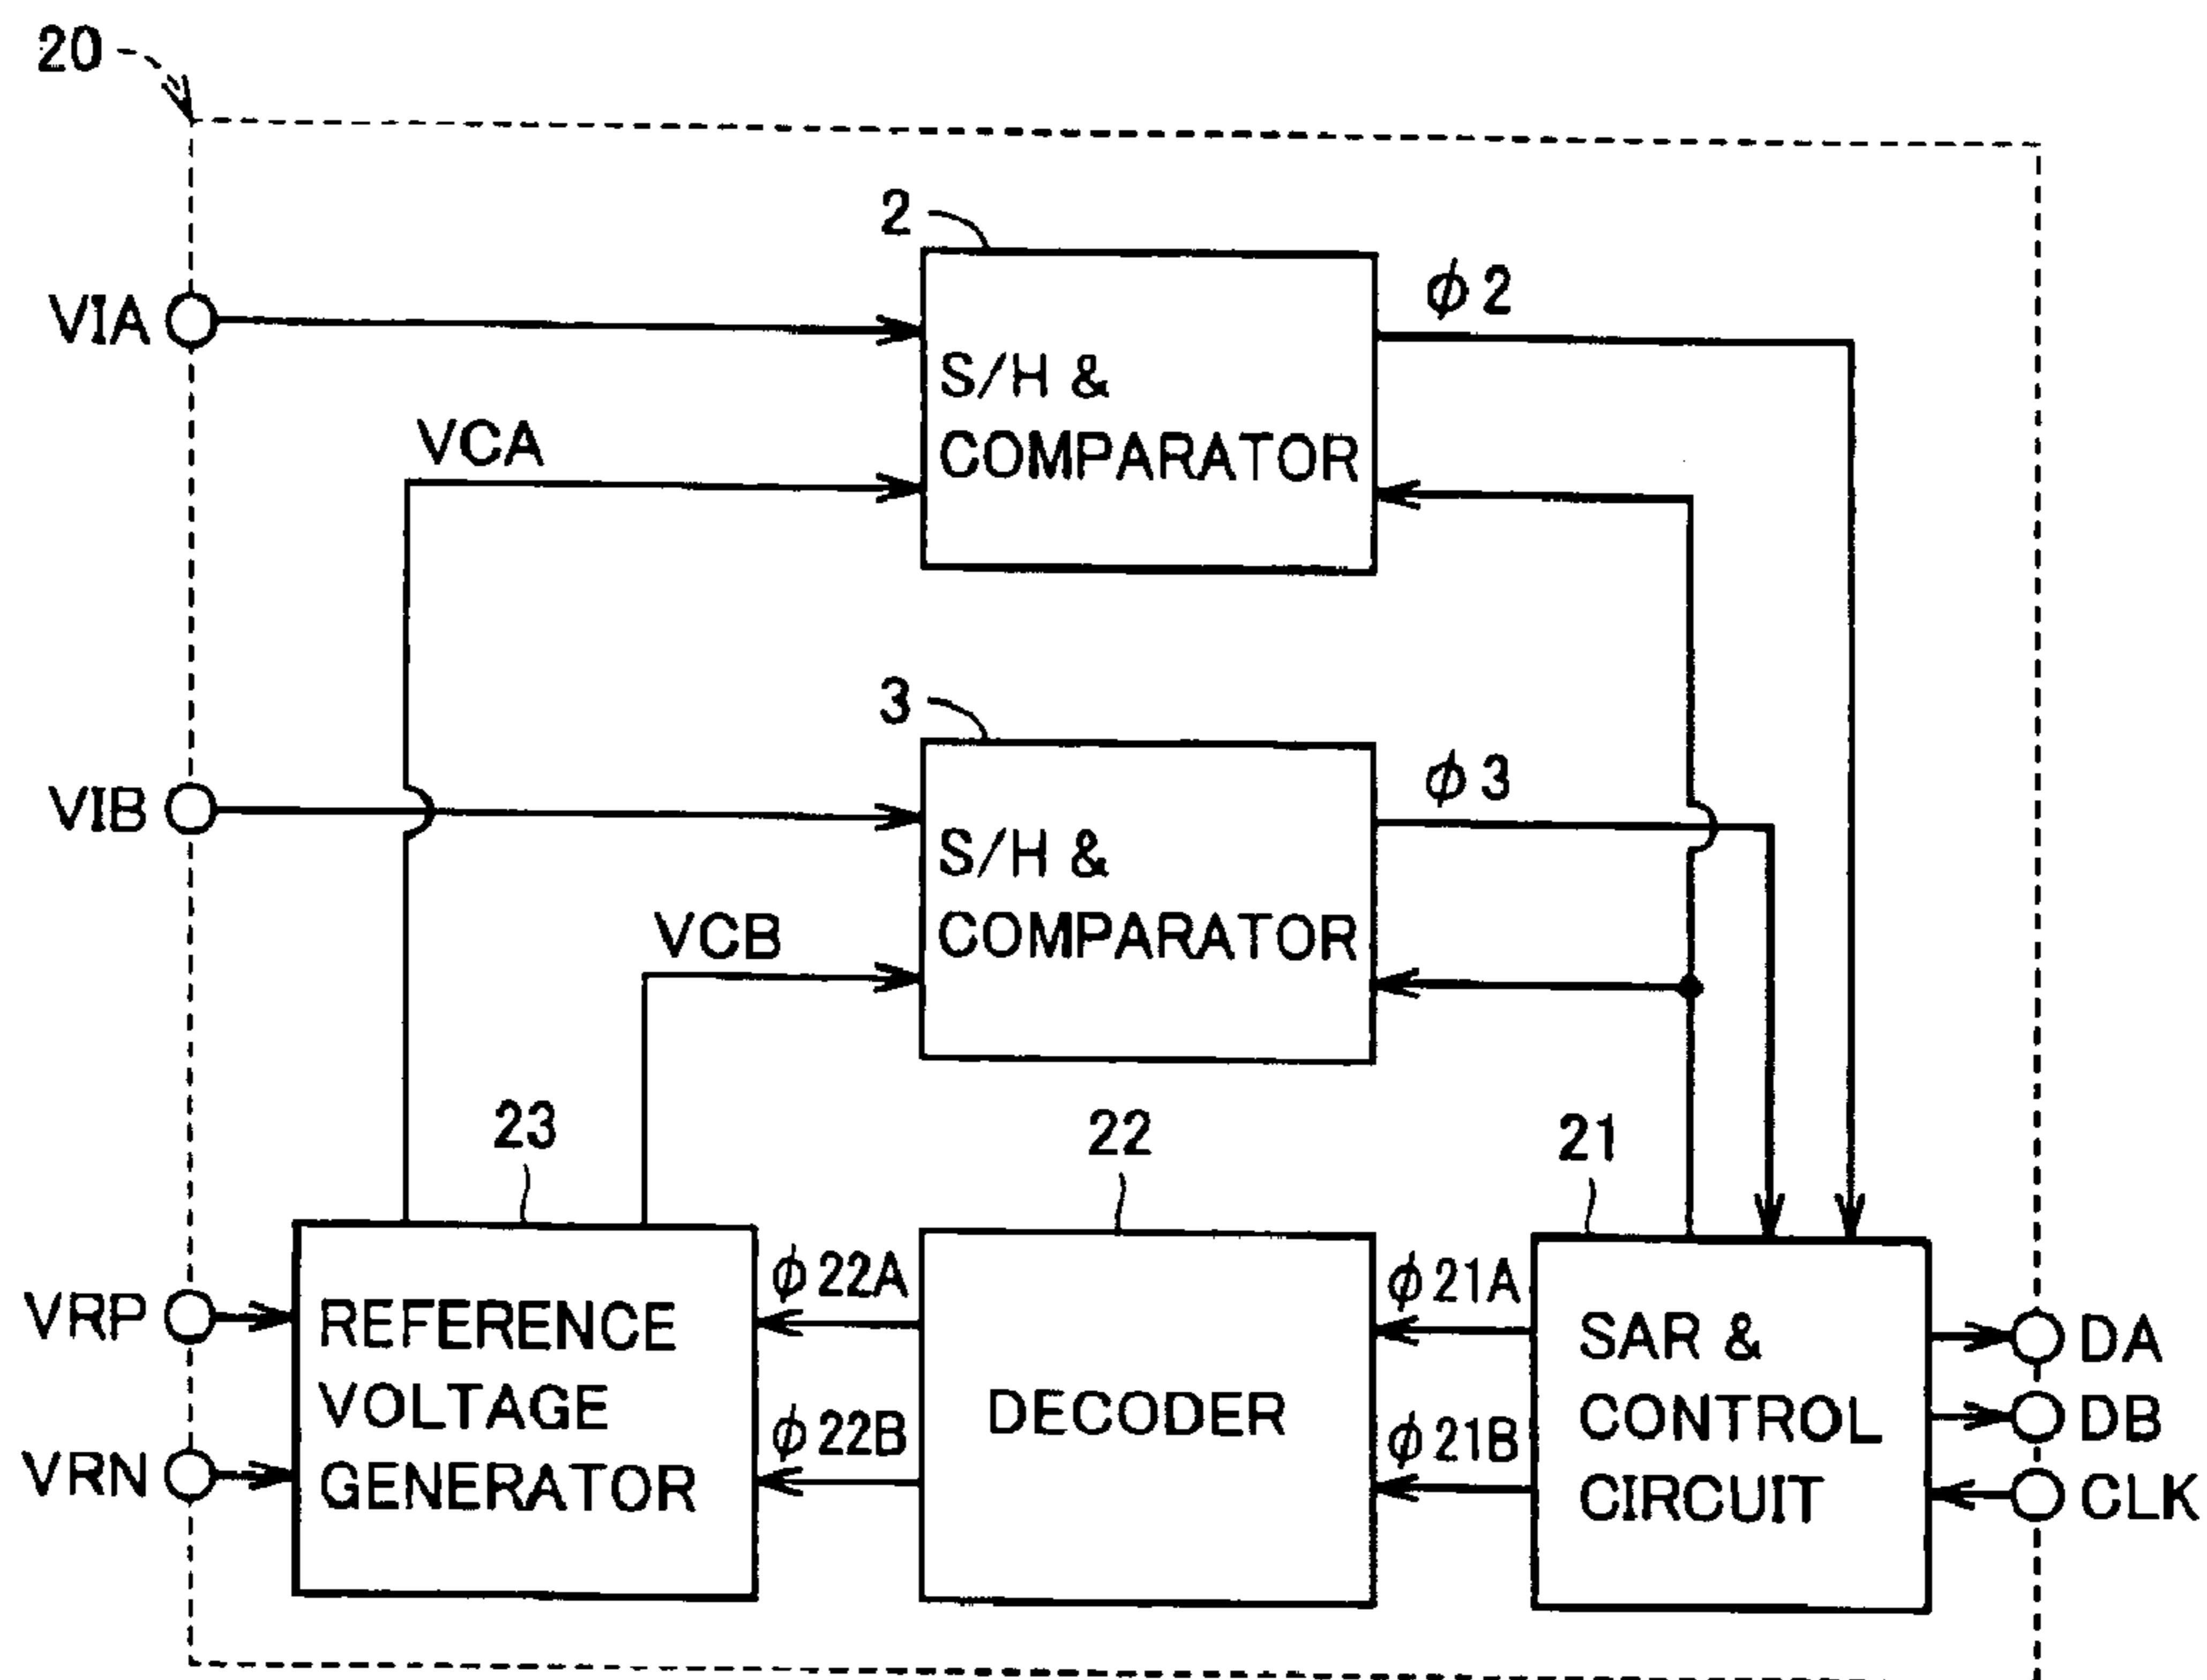 20
2
VIA
ϕ2
S/H &
COMPARATOR
VCA
3
VIB
ϕ3
S/H &
COMPARATOR
VCB
23
22
21
VRP
VRN
REFERENCE
VOLTAGE
GENERATOR
ϕ22A
ϕ22B
DECODER
ϕ21A
ϕ21B
SAR &
CONTROL
CIRCUIT
DA
DB
CLK